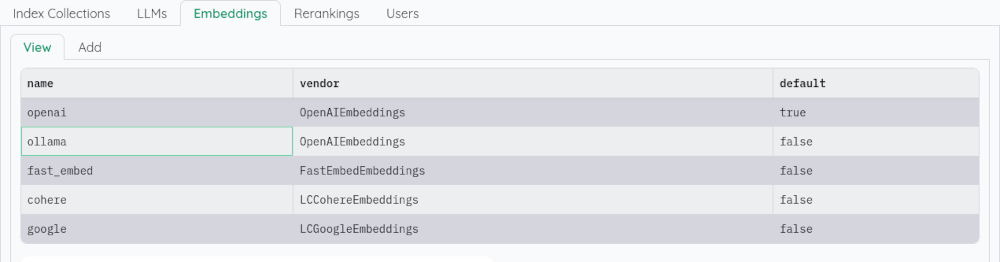 Index Collections LLMs Embeddings Rerankings Users
View Add
name vendor default
openai OpenAIEmbeddings true
ollama OpenAIEmbeddings false
fast_embed FastEmbedEmbeddings false
cohere LCCohereEmbeddings false
google LCGoogleEmbeddings false